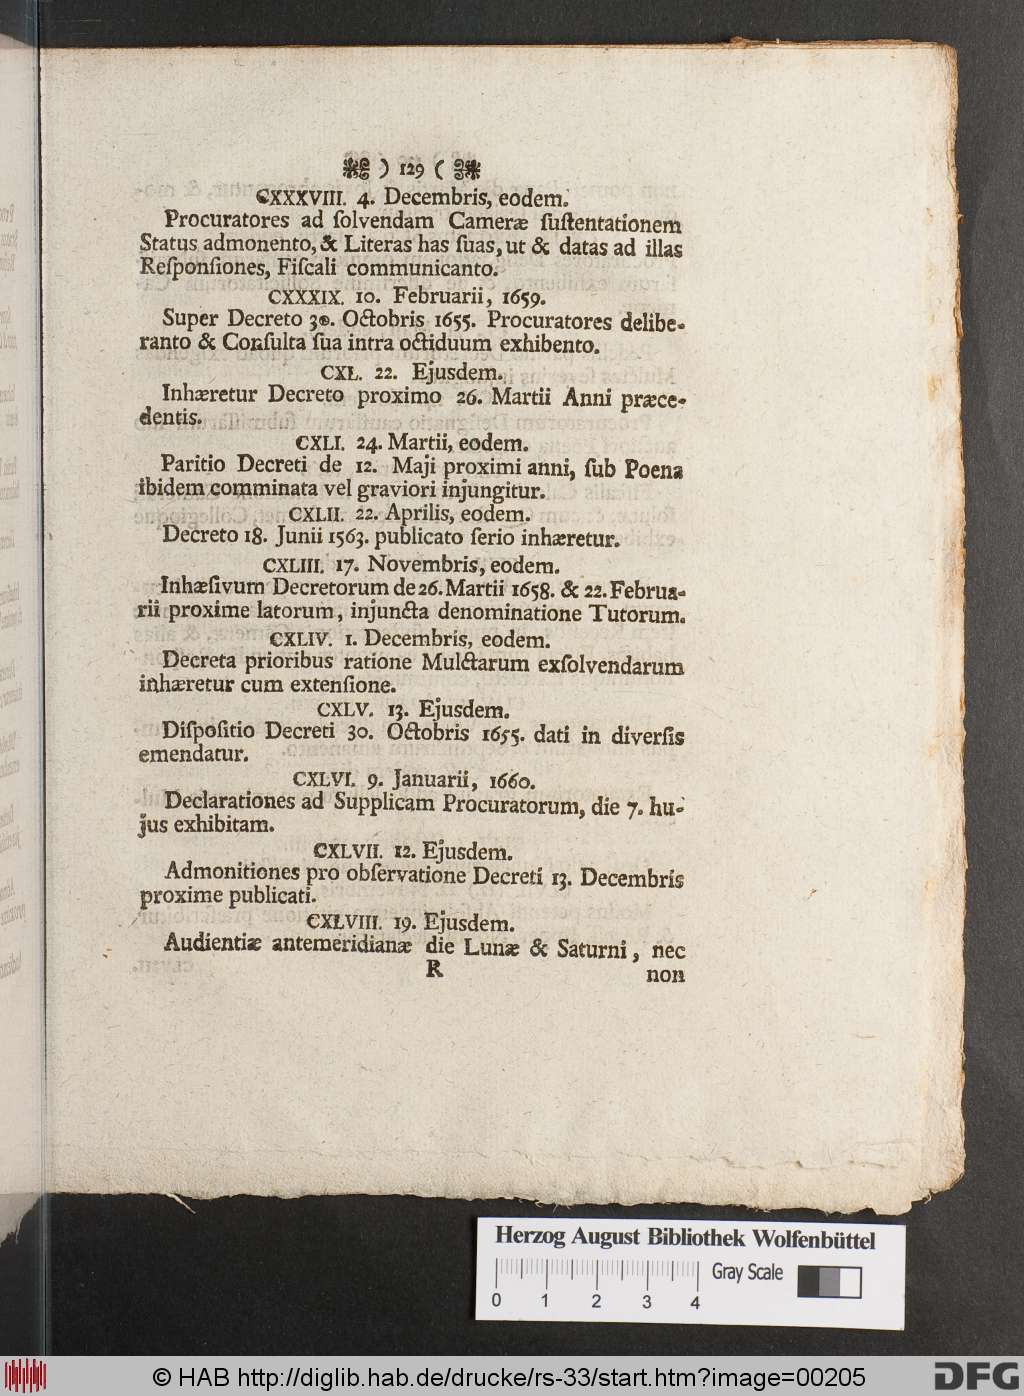 ) 129 (
CXXXVIII. 4. Decembris, eodem.
Procuratores ad ſolvendam Cameræ ſuſtentationem
Status admonento, & Literas has ſuas, ut & datas ad illas
Reſponſiones, Fiſcali communicanto.
CXXXIX. 10. Februarii, 1659.
Super Decreto 30. Octobris 1655. Procuratores delibe-
ranto & Conſulta ſua intra octiduum exhibento.
CXL. 22. Ejusdem.
Inhæretur Decreto proximo 26. Martii Anni præce-
dentis.
CXLI. 24. Martii, eodem.
Paritio Decreti de 12. Maji proximi anni, ſub Poena
ibidem comminata vel graviori injungitur.
CXLII. 22. Aprilis, eodem.
Decreto 18. Junii 1563. publicato ſerio inhæretur.
CXLIII. 17. Novembris, eodem.
Inhæſivum Decretorum de 26. Martii 1658. & 22. Februa-
rii proxime latorum, injuncta denominatione Tutorum.
CXLIV. 1. Decembris, eodem.
Decreta prioribus ratione Mulctarum exſolvendarum
inhæretur cum extenſione.
CXLV. 13. Ejusdem.
Diſpoſitio Decreti 30. Octobris 1655. dati in diverſis
emendatur.
CXLVI. 9. Januarii, 1660.
Declarationes ad Supplicam Procuratorum, die 7. hu-
jus exhibitam.
CXLVII. 12. Ejusdem.
Admonitiones pro obſervatione Decreti 13. Decembris
proxime publicati.
CXLVIII. 19. Ejusdem.
Audientiæ antemeridianæ die Lunæ & Saturni, nec
R non
Herzog August Bibliothek Wolfenbüttel
Gray Scale
0 1 2 3 4
© HAB http://diglib.hab.de/drucke/rs-33/start.htm?image=00205
DFG